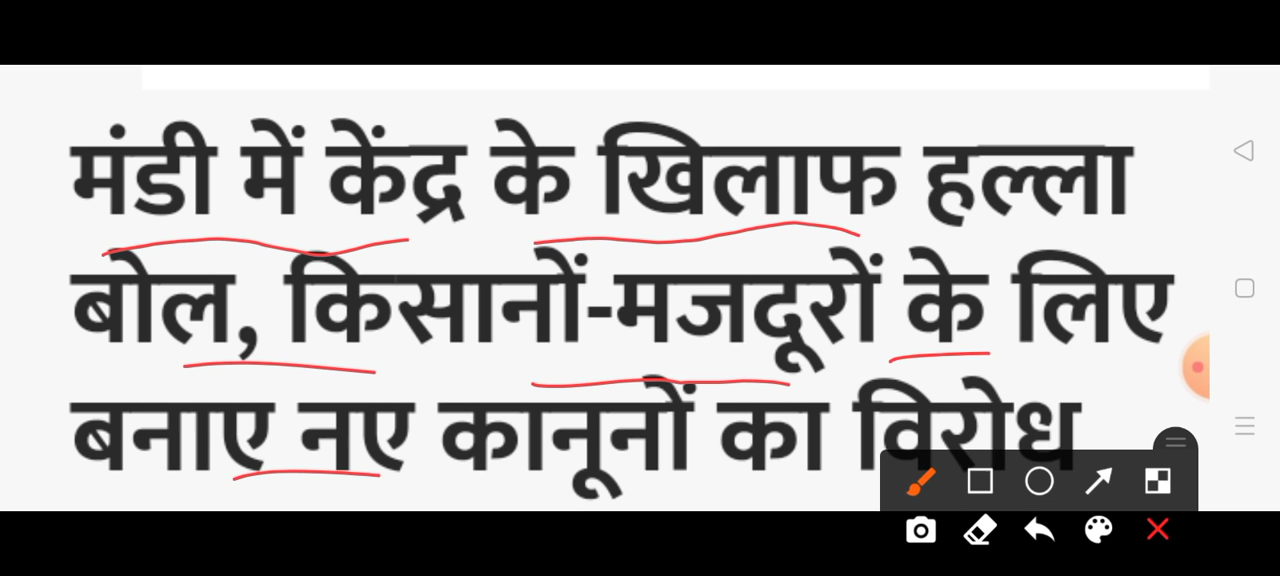 मंडी में केंद्र के खिलाफ हल्ला
बोल, किसानों-मजदूरों के लिए
बनाए नए कानूनों का विरोध